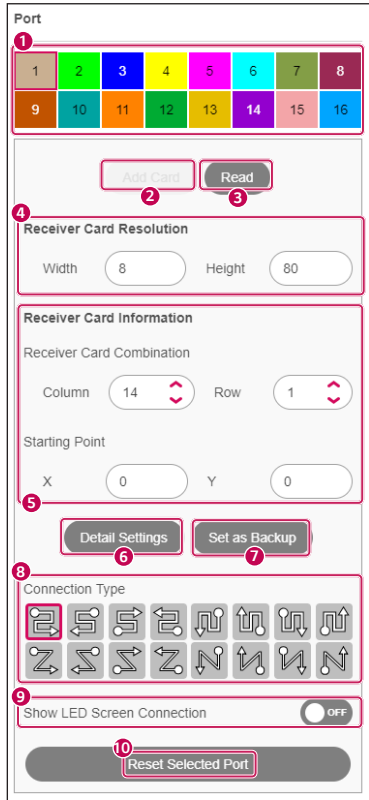 Port
1
1 2 3 4 5 6 7 8
9 10 11 12 13 14 15 16
Add Card Read
2 3
4
Receiver Card Resolution
Width 8 Height 80
Receiver Card Information
Receiver Card Combination
Column 14 Row 1
Starting Point
X 0 Y 0
5
Detail Settings Set as Backup
6 7
8
Connection Type
9
Show LED Screen Connection OFF
10
Reset Selected Port